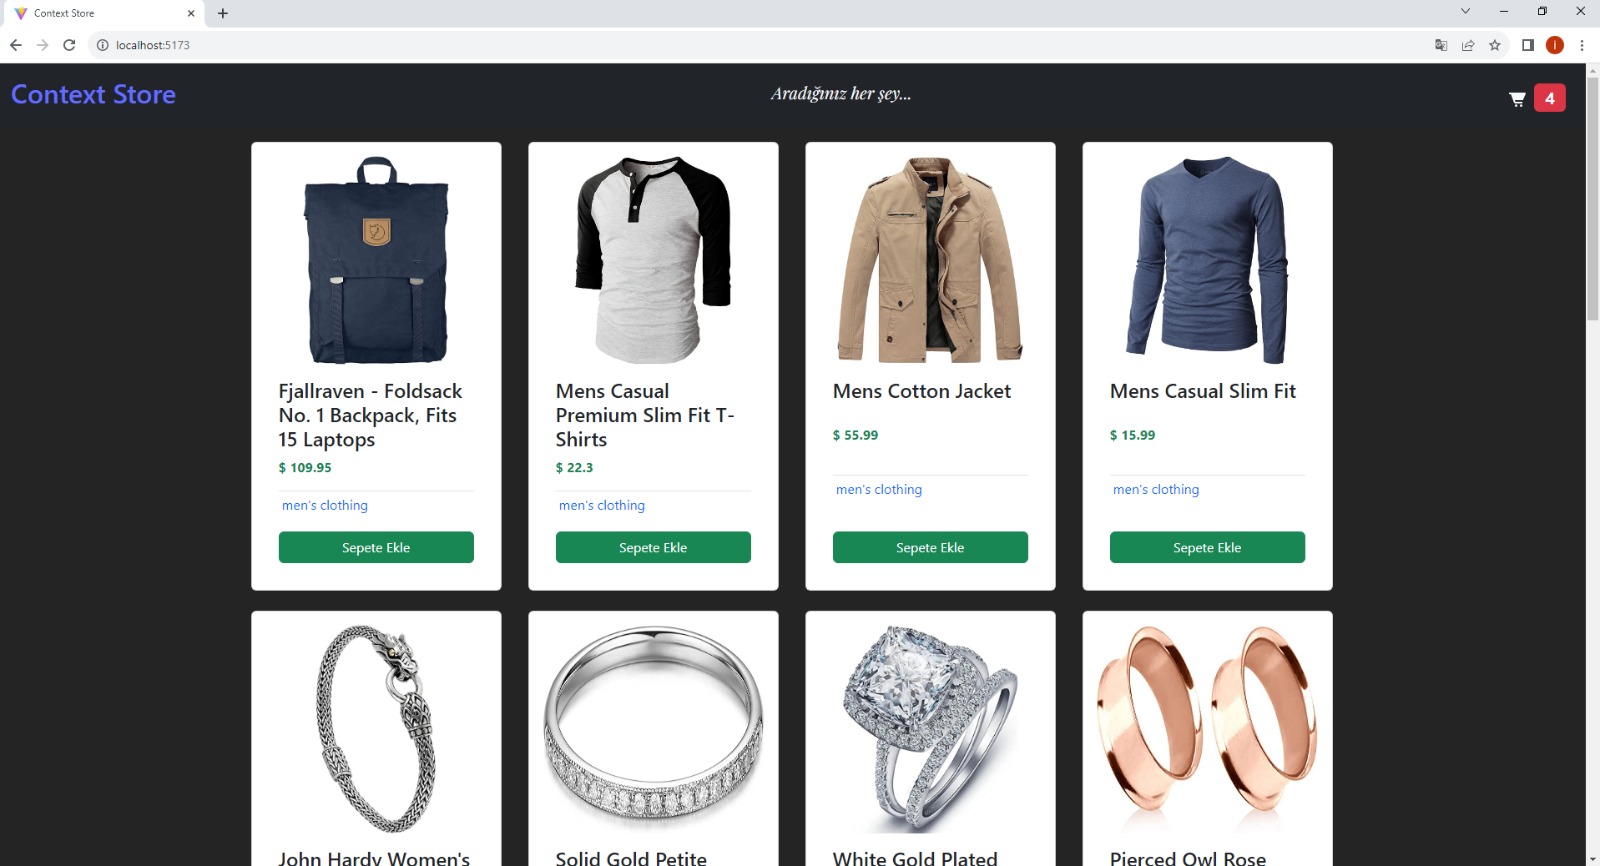 Context Store
localhost:5173
Context Store
Aradığınız her şey...
4
Fjallraven - Foldsack
No. 1 Backpack, Fits
15 Laptops
$ 109.95
men's clothing
Sepete Ekle
Mens Casual
Premium Slim Fit T-
Shirts
$ 22.3
men's clothing
Sepete Ekle
Mens Cotton Jacket
$ 55.99
men's clothing
Sepete Ekle
Mens Casual Slim Fit
$ 15.99
men's clothing
Sepete Ekle
John Hardy Women's
Solid Gold Petite
White Gold Plated
Pierced Owl Rose